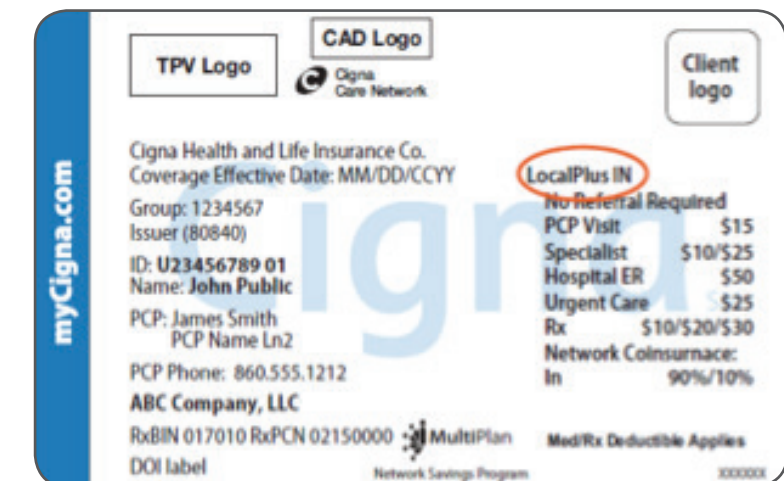 TPV Logo
CAD Logo
Cigna
Care Network
Client
logo
myCigna.com
Cigna
Cigna Health and Life Insurance Co.
Coverage Effective Date: MM/DD/CCYY
Group: 1234567
Issuer (80840)
ID: U23456789 01
Name: John Public
PCP: James Smith
PCP Name Ln2
PCP Phone: 860.555.1212
ABC Company, LLC
RxBIN 017010 RxPCN 02150000
MultiPlan
DOI label
Network Savings Program
LocalPlus IN
No Referral Required
PCP Visit $15
Specialist $10/$25
Hospital ER $50
Urgent Care $25
Rx $10/$20/$30
Network Coinsurnace:
In 90%/10%
Med/Rx Deductible Applies
XXXXXX